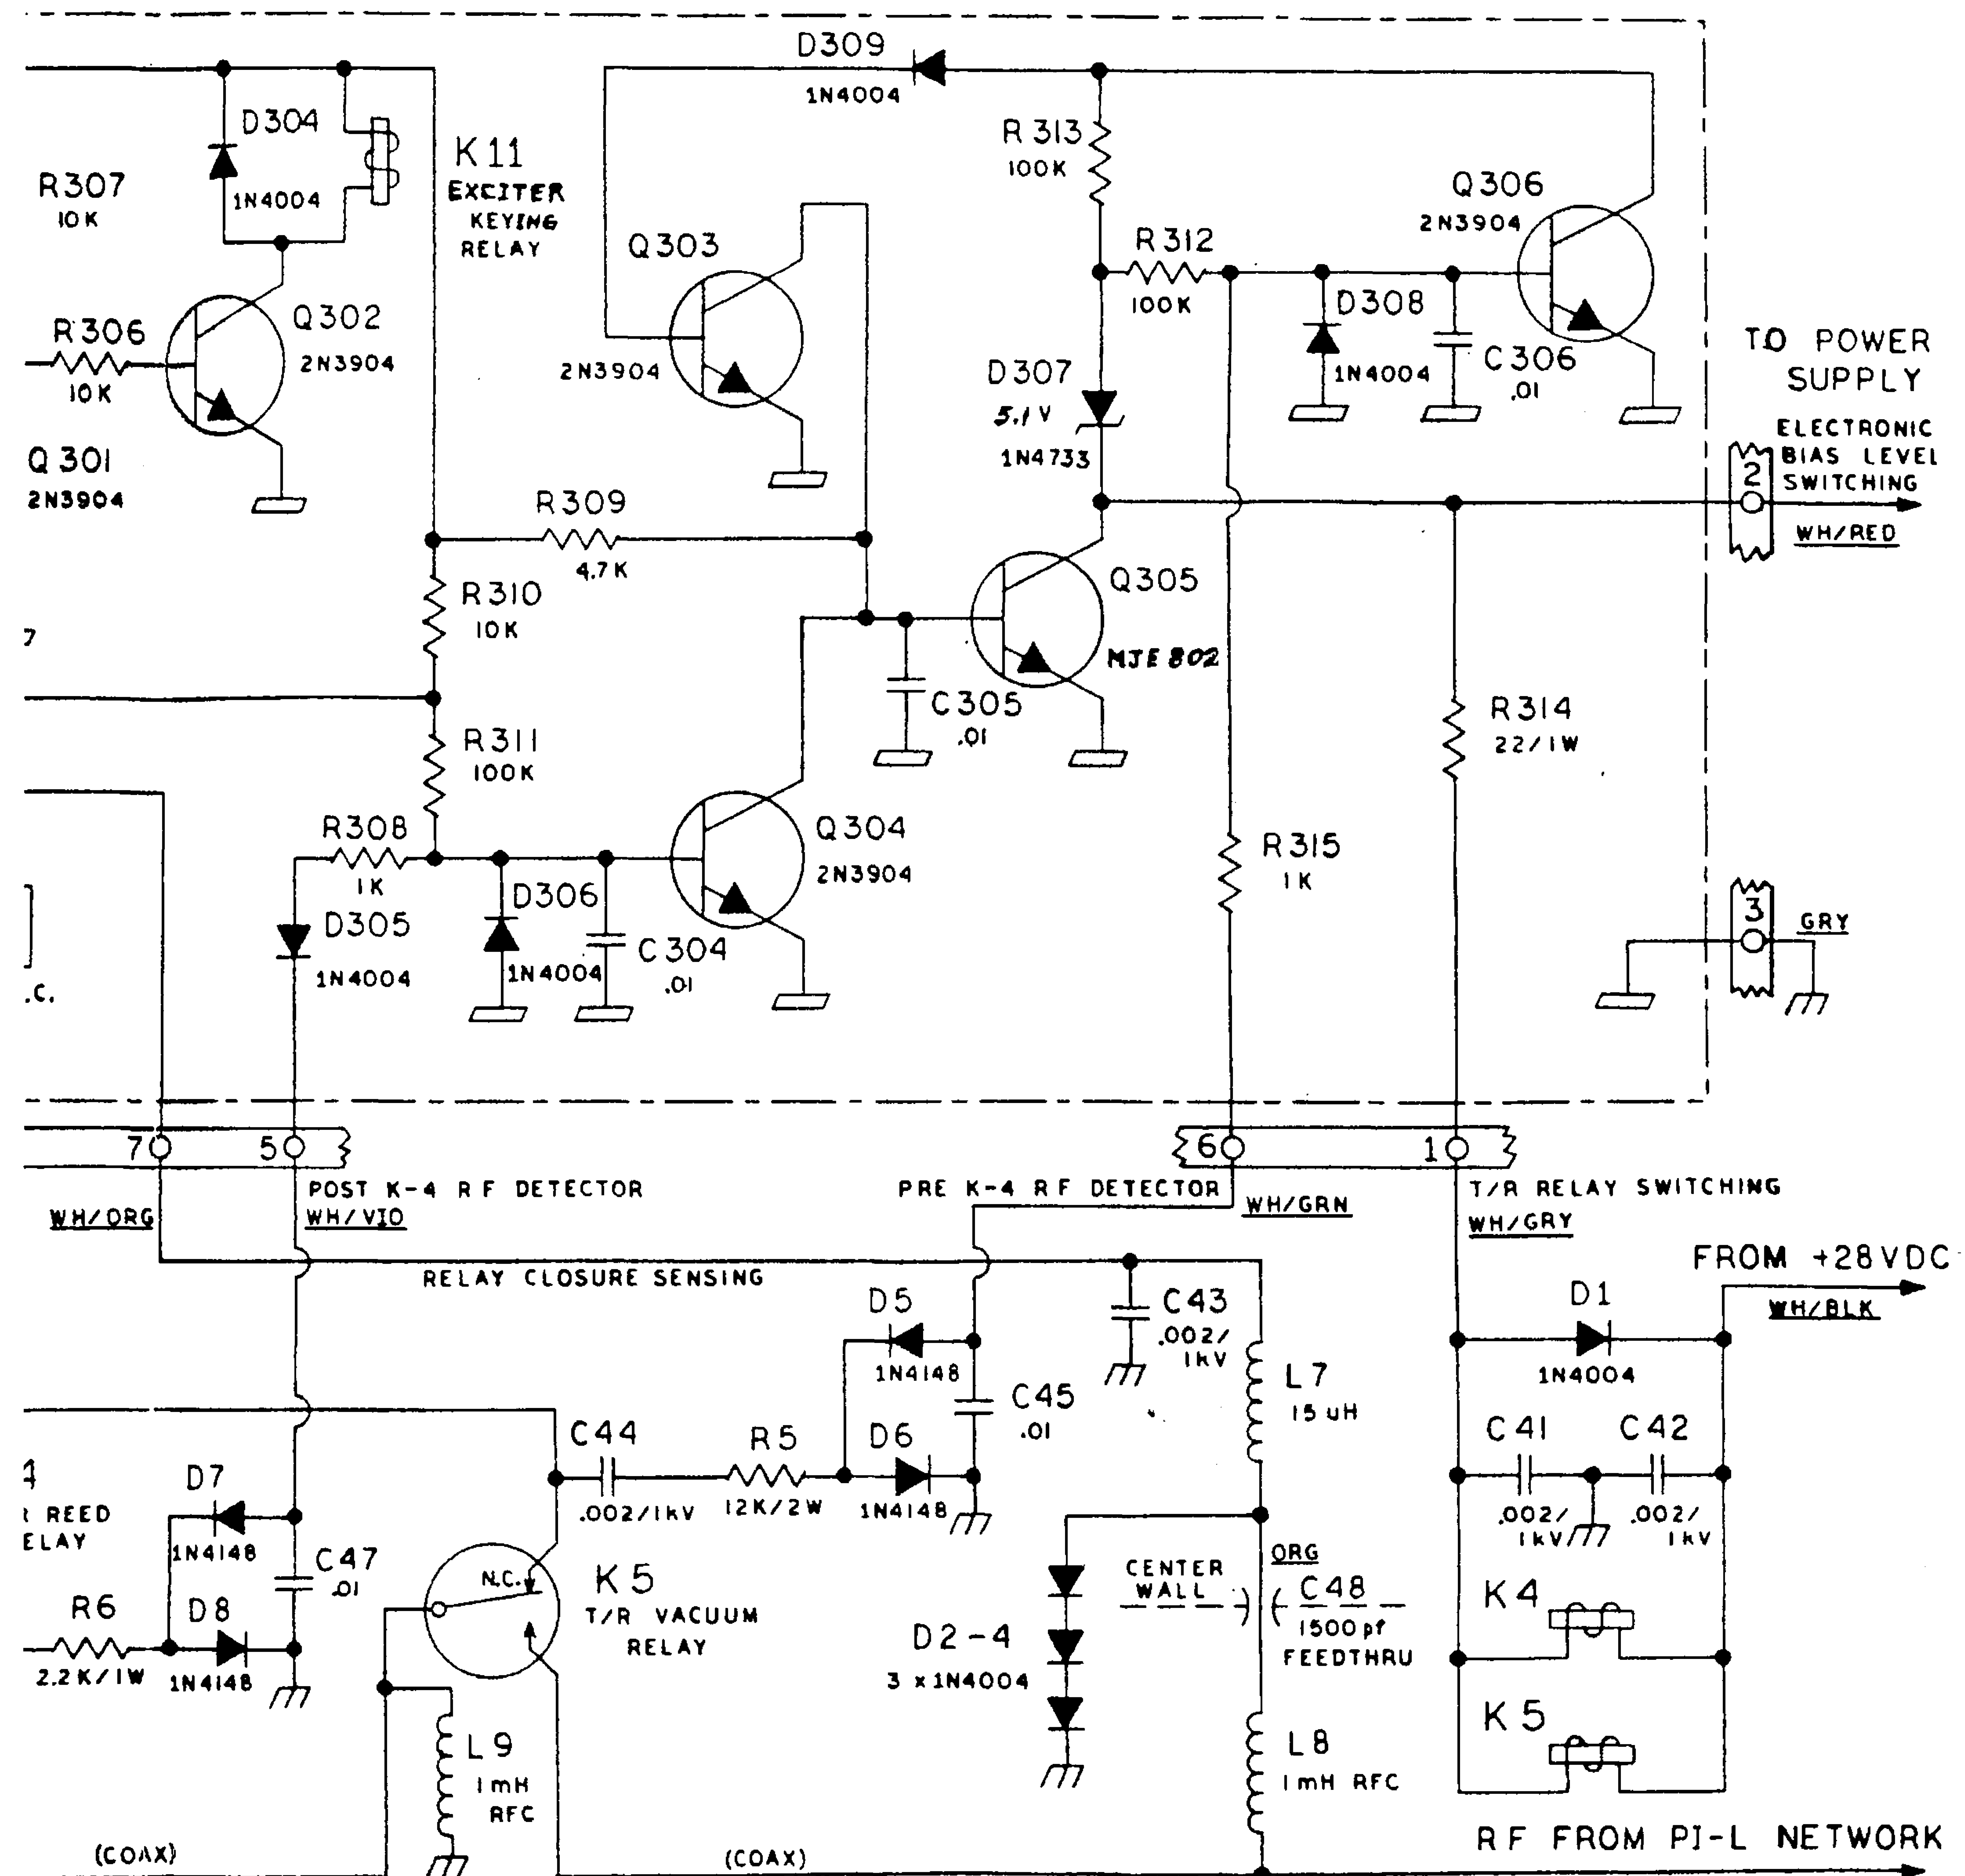 D309
1N4004
D304
1N4004
K11
EXCITER
KEYING
RELAY
R307
10K
R313
100K
Q306
2N3904
Q303
2N3904
R312
100K
D308
1N4004
C306
.01
R306
10K
Q302
2N3904
Q301
2N3904
D307
5.1V
1N4733
TO POWER
SUPPLY
ELECTRONIC
BIAS LEVEL
SWITCHING
2
WH/RED
R309
4.7K
R310
10K
Q305
MJE802
7
C305
.01
R311
100K
R314
22/1W
R308
1K
Q304
2N3904
R315
1K
D305
1N4004
D306
1N4004
C304
.01
3
GRY
.C.
7
5
6
1
POST K-4 RF DETECTOR
WH/ORG
WH/VIO
PRE K-4 RF DETECTOR
WH/GRN
T/R RELAY SWITCHING
WH/GRY
RELAY CLOSURE SENSING
FROM +28VDC
WH/BLK
D5
1N4148
C43
.002/
1kV
D1
1N4004
C45
.01
L7
15uH
C44
.002/1kV
R5
12K/2W
D6
1N4148
C41
.002/
1kV
C42
.002/
1kV
4
R REED
ELAY
D7
1N4148
C47
.01
N.C.
K5
T/R VACUUM
RELAY
CENTER
WALL
ORG
C48
1500pf
FEEDTHRU
K4
R6
2.2K/1W
D8
1N4148
D2-4
3 x 1N4004
K5
L9
1mH
RFC
L8
1mH RFC
(COAX)
(COAX)
RF FROM PI-L NETWORK